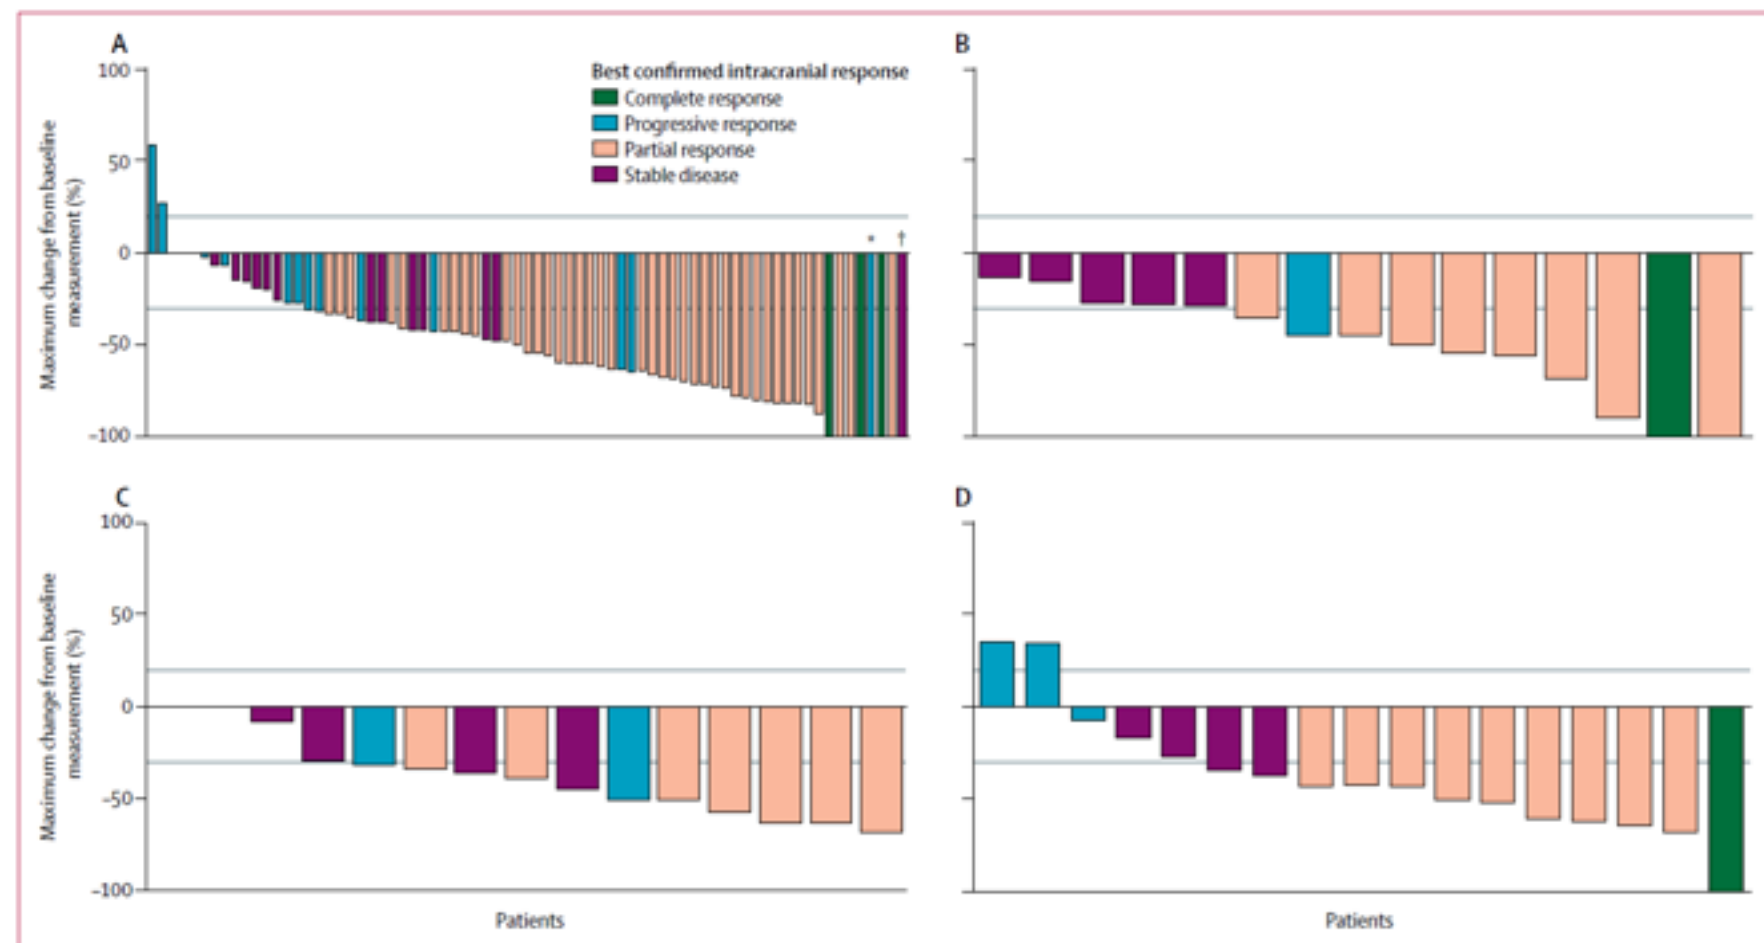 A
B
100
50
0
−50
−100
Maximum change from baseline
measurement (%)
Best confirmed intracranial response
Complete response
Progressive response
Partial response
Stable disease
*
†
C
D
100
50
0
−50
−100
Maximum change from baseline
measurement (%)
Patients
Patients